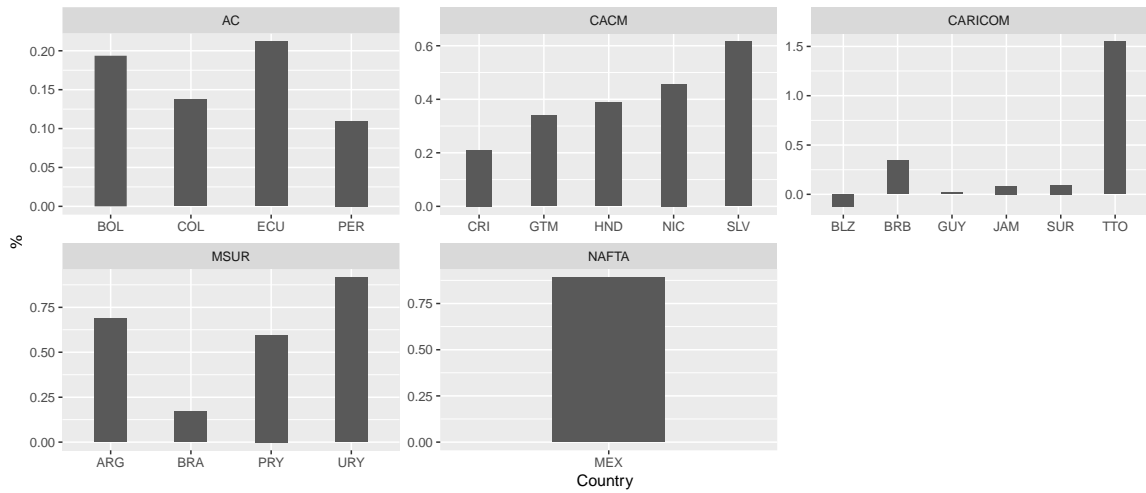 AC
0.20
0.15
0.10
0.05
0.00
BOL COL ECU PER
CACM
0.6
0.4
0.2
0.0
CRI GTM HND NIC SLV
CARICOM
1.5
1.0
0.5
0.0
BLZ BRB GUY JAM SUR TTO
%
MSUR
0.75
0.50
0.25
0.00
ARG BRA PRY URY
NAFTA
0.75
0.50
0.25
0.00
MEX
Country